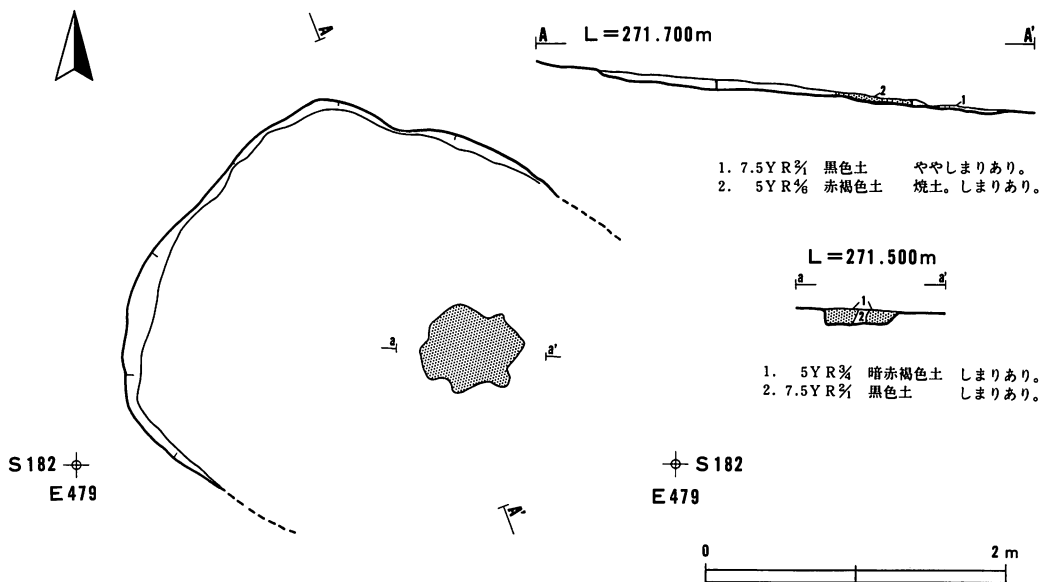 A
A L=271.700m A'
2
1
1. 7.5YR2/1 黒色土 ややしまりあり。
2. 5YR4/6 赤褐色土 焼土。しまりあり。
L=271.500m
a a'
1
2
a a'
1. 5YR3/4 暗赤褐色土 しまりあり。
2. 7.5YR2/1 黒色土 しまりあり。
S182
E479
S182
E479
A'
0 2m